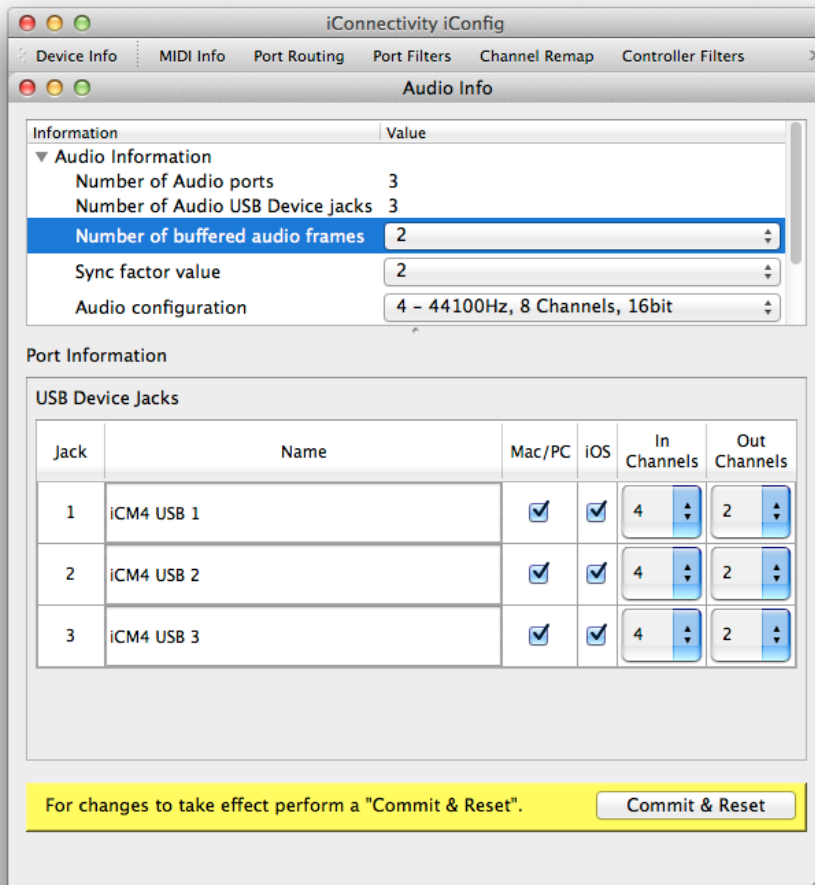 iConnectivity iConfig
Device Info MIDI Info Port Routing Port Filters Channel Remap Controller Filters
Audio Info
Information Value
Audio Information
Number of Audio ports 3
Number of Audio USB Device jacks 3
Number of buffered audio frames 2
Sync factor value 2
Audio configuration 4 – 44100Hz, 8 Channels, 16bit
Port Information
USB Device Jacks
Jack Name Mac/PC iOS In Channels Out Channels
1 iCM4 USB 1 4 2
2 iCM4 USB 2 4 2
3 iCM4 USB 3 4 2
For changes to take effect perform a "Commit & Reset". Commit & Reset